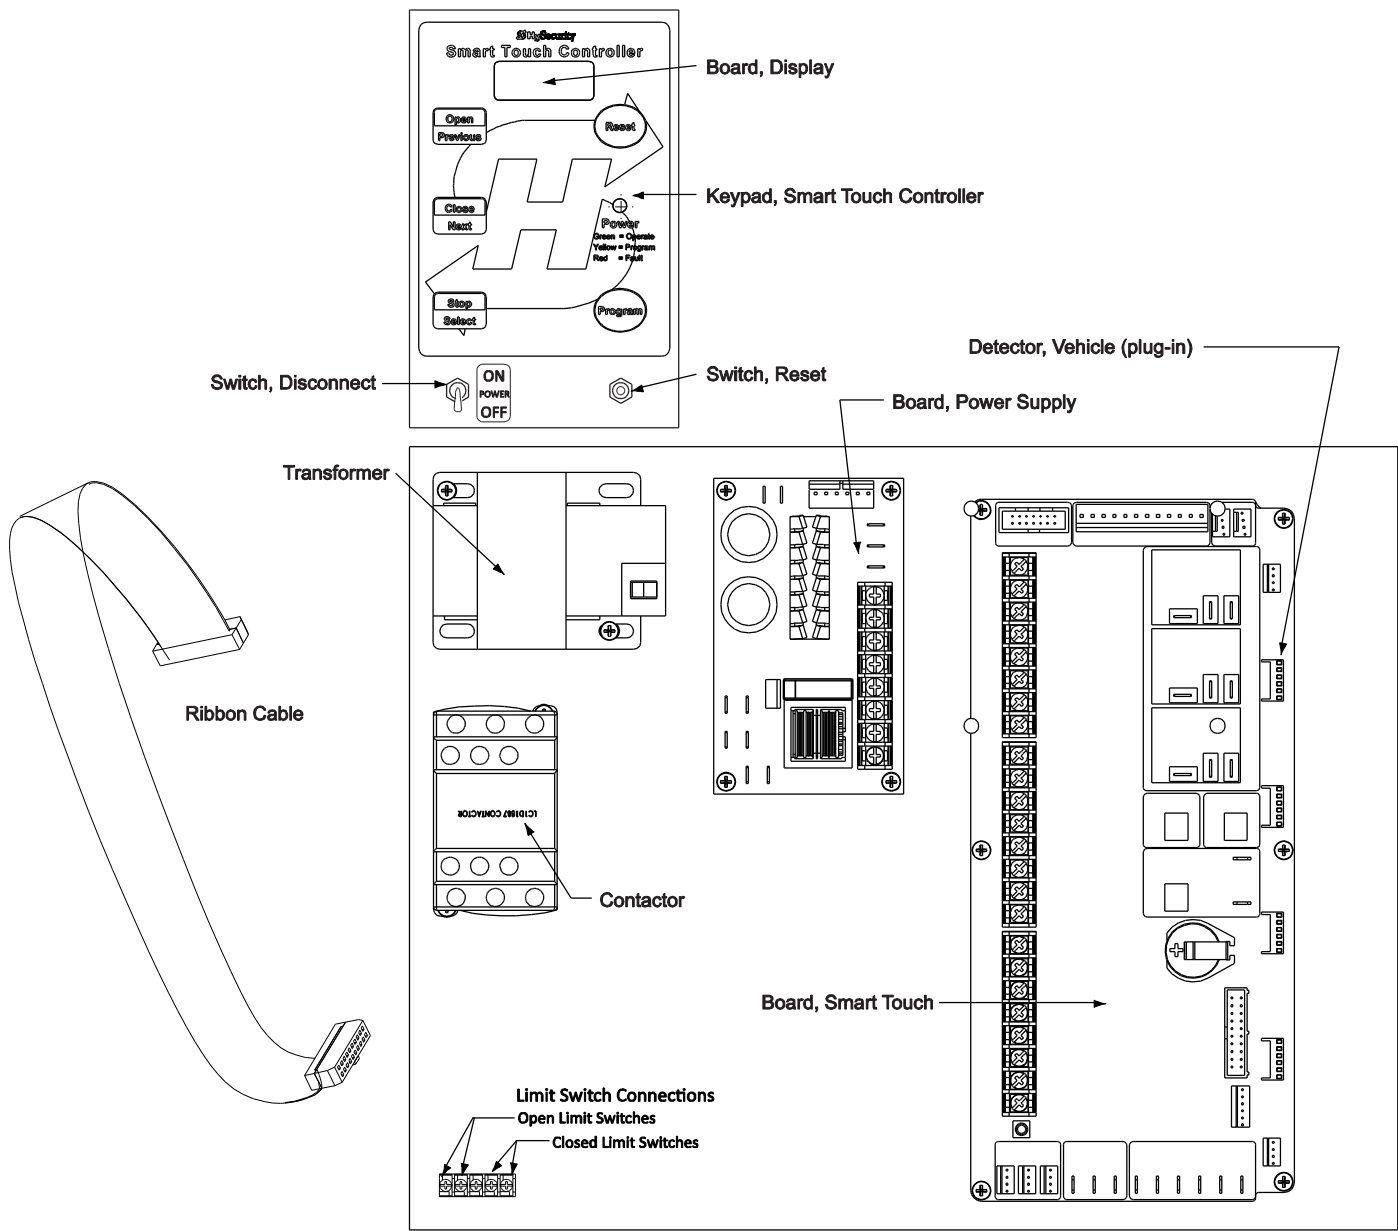 HySecurity
Smart Touch Controller
Board, Display
Open
Previous
Reset
Close
Next
Keypad, Smart Touch Controller
Power
Green = Operate
Yellow = Program
Red = Fault
Stop
Select
Program
Detector, Vehicle (plug-in)
Switch, Disconnect
ON
POWER
OFF
Switch, Reset
Board, Power Supply
Transformer
Ribbon Cable
LC1D1887 CONTACTOR
Contactor
Board, Smart Touch
Limit Switch Connections
Open Limit Switches
Closed Limit Switches